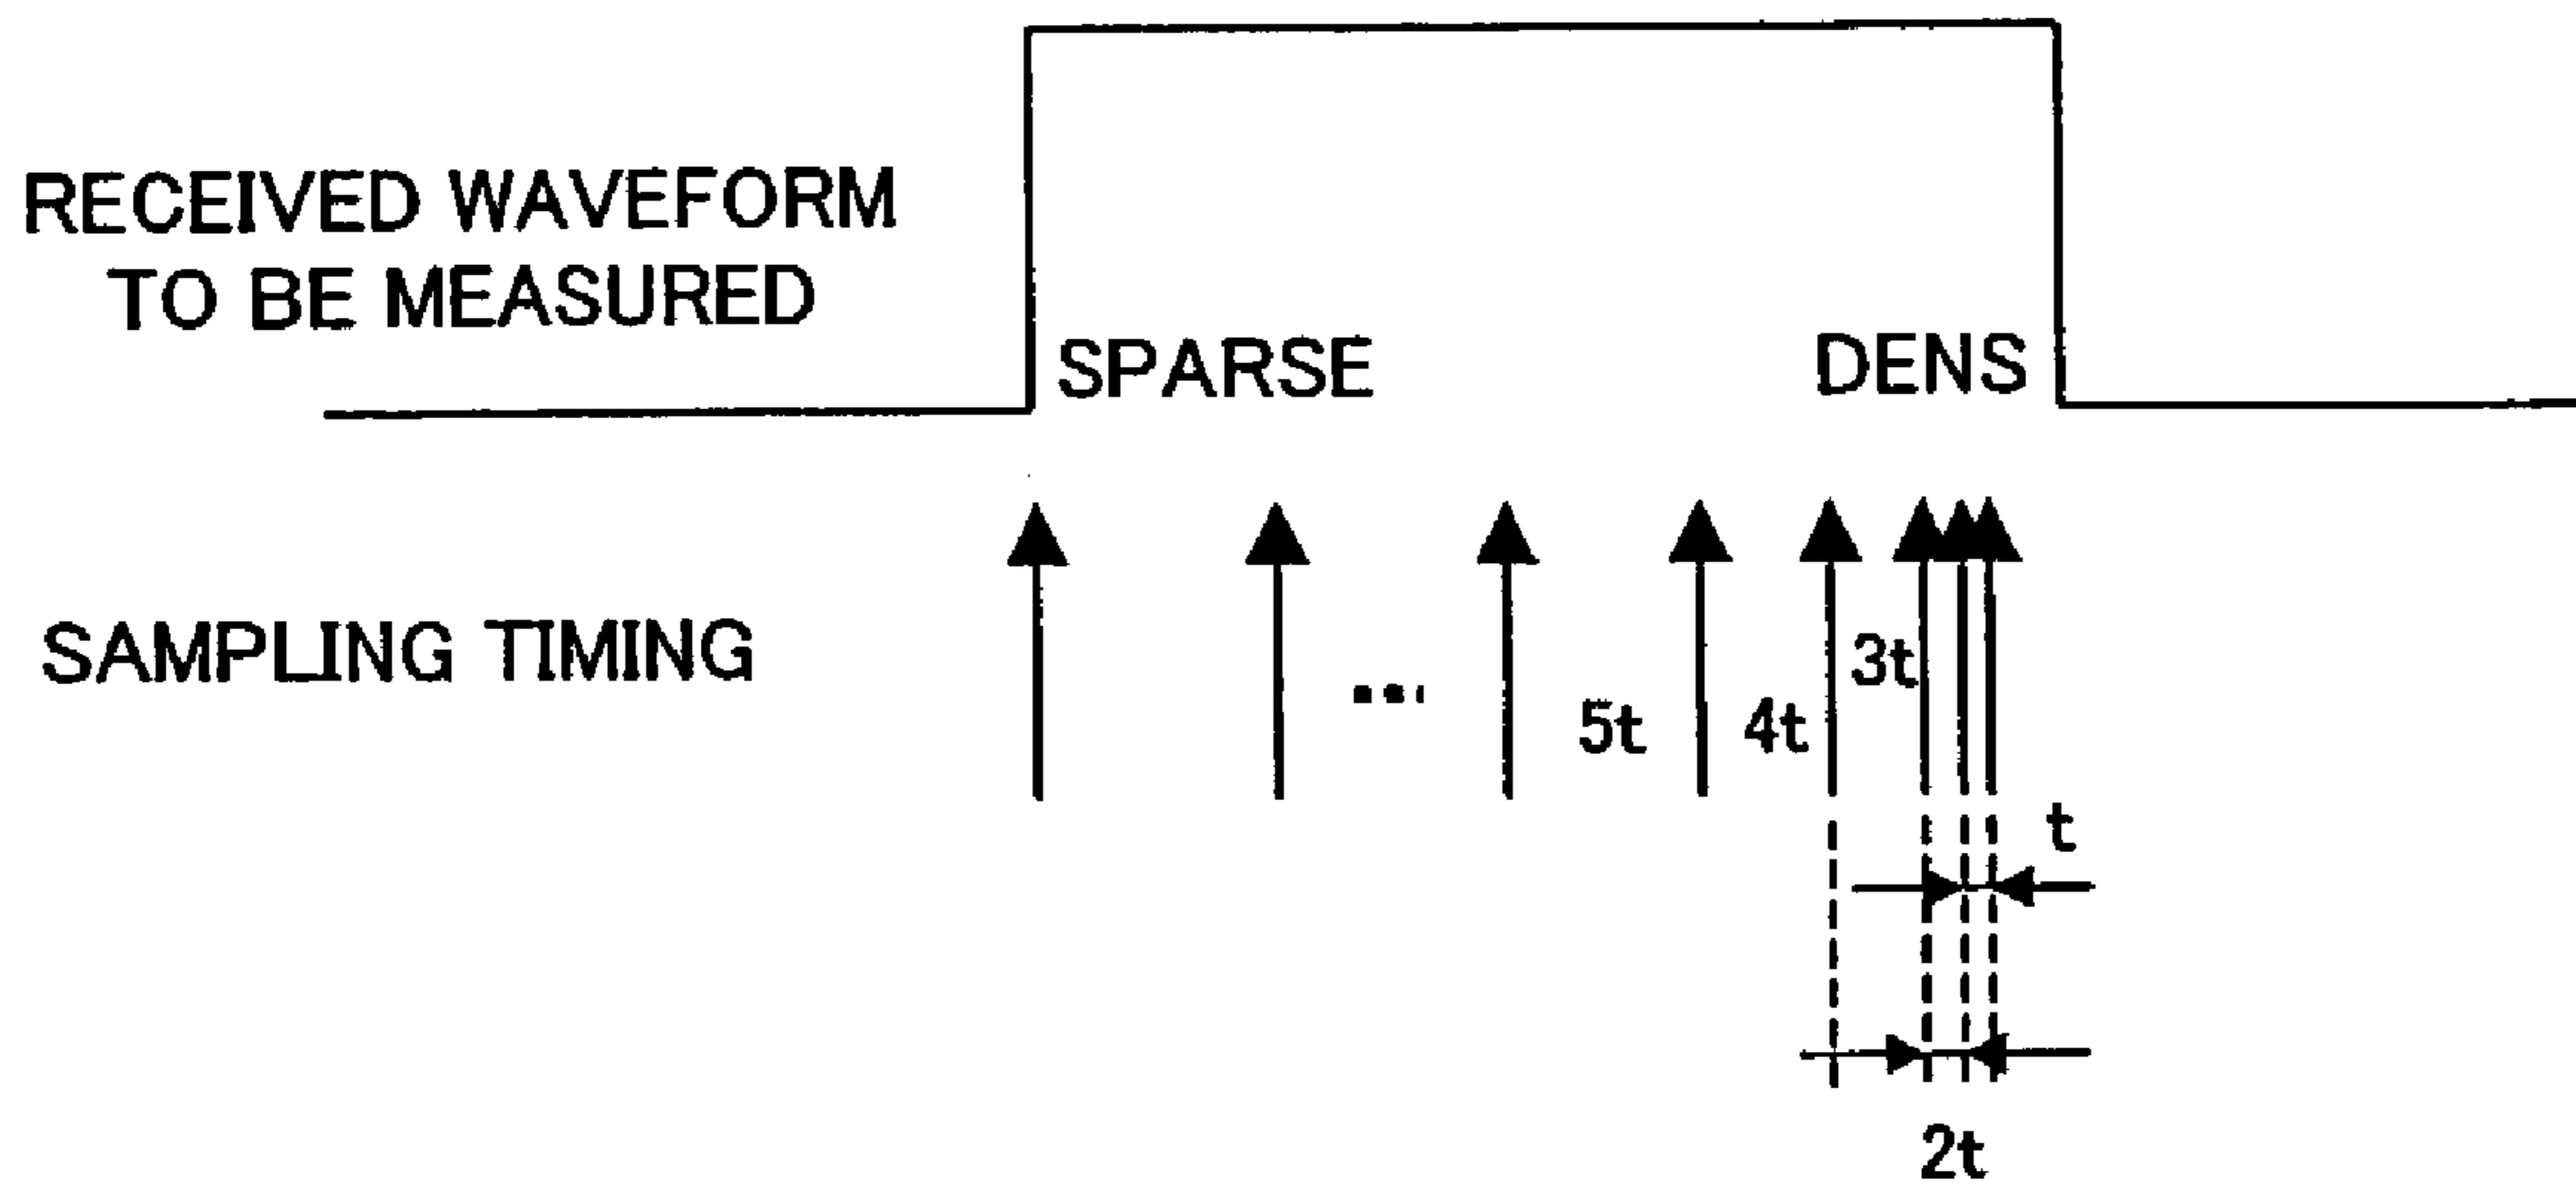 RECEIVED WAVEFORM
TO BE MEASURED
SPARSE
DENS
SAMPLING TIMING
...
5t
4t
3t
t
2t